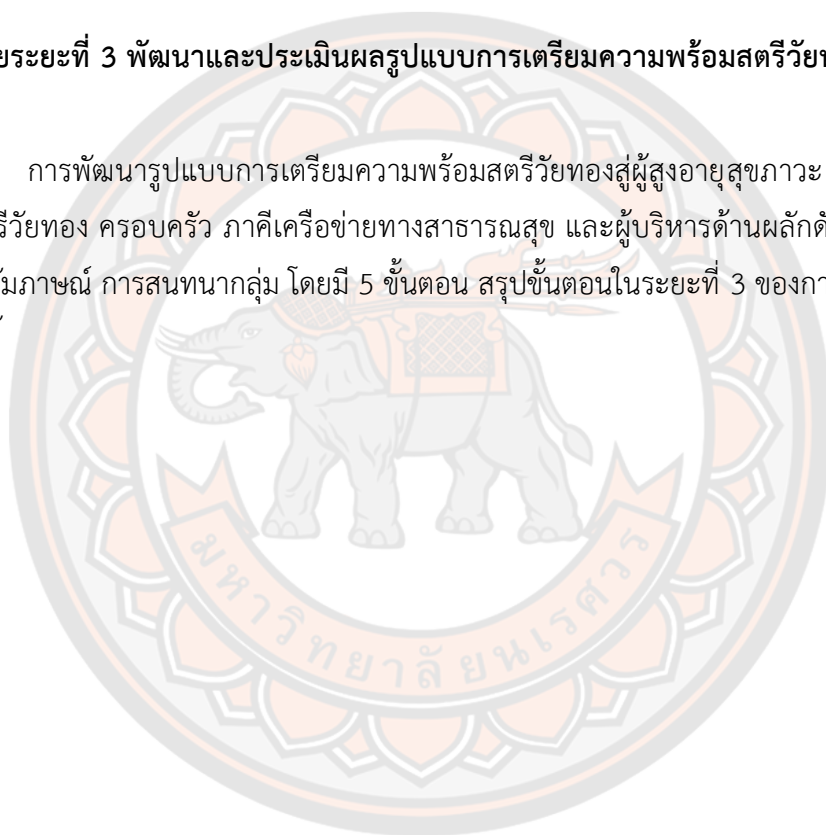 ยระยะที่ 3 พัฒนาและประเมินผลรูปแบบการเตรียมความพร้อมสตรีวัยท
การพัฒนารูปแบบการเตรียมความพร้อมสตรีวัยทองสู่ผู้สูงอายุสุขภาวะ
รีวัยทอง ครอบครัว ภาคีเครือข่ายทางสาธารณสุข และผู้บริหารด้านผลักดั
ัมภาษณ์ การสนทนากลุ่ม โดยมี 5 ขั้นตอน สรุปขั้นตอนในระยะที่ 3 ของกา
มหาวิทยาลัยนเรศวร